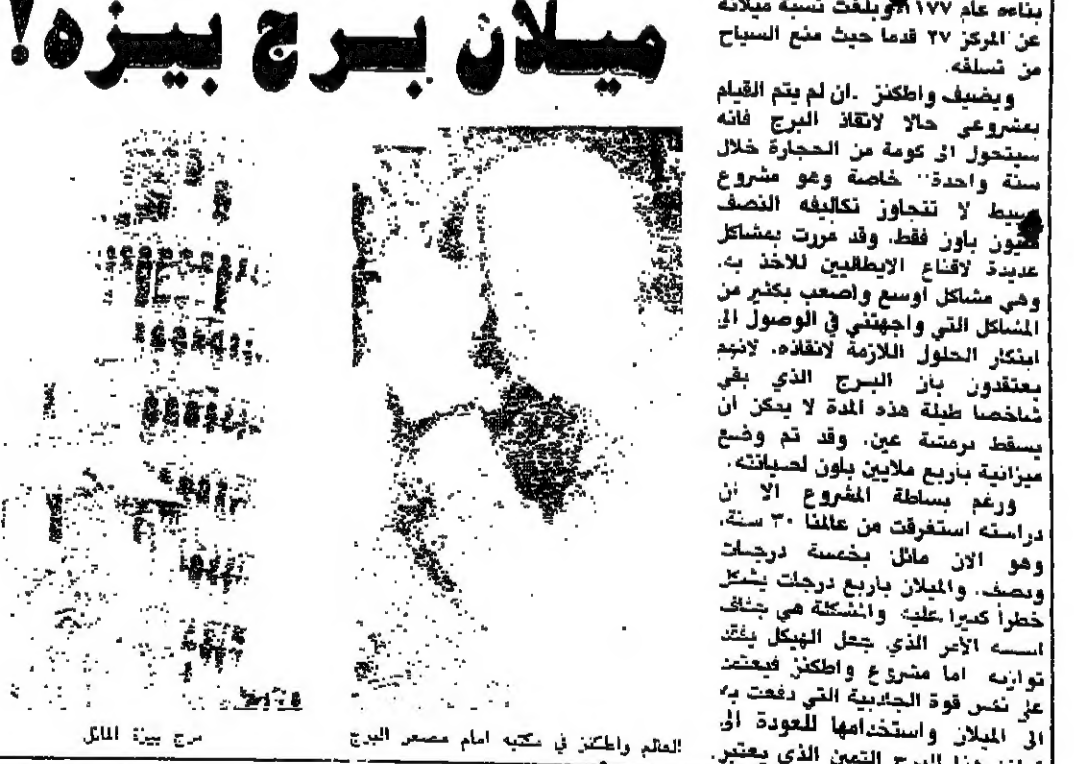 ميلان برج بيزه!
بناءه عام ١١٧٧ وبلغت نسبة ميلانه
عن المركز ٢٧ قدما حيث منع السياح
من تسلقه.
ويضيف واطكنز .ان لم يتم القيام
بمشروعي حالا لانقاذ البرج فانه
سيتحول الى كومة من الحجارة خلال
سنة واحدة" خاصة وهو مشروع
بسيط لا تتجاوز تكاليفه النصف
مليون باون فقط. وقد مررت بمشاكل
عديدة لاقناع الايطاليين للاخذ به.
وهي مشاكل اوسع واصعب بكثير من
المشاكل التي واجهتني في الوصول الى
ابتكار الحلول اللازمة لانقاذه. لانهم
يعتقدون بان البرج الذي بقي
شاخصا طيلة هذه المدة لا يمكن ان
يسقط برمشة عين. وقد تم وضع
ميزانية باربع ملايين باون لصيانته.
ورغم بساطة المشروع الا ان
دراسته استغرقت من عالمنا ٣٠ سنة.
وهو الان مائل بخمسة درجات
ونصف. والميلان باربع درجات يشكل
خطرا كبيرا عليه والمشكلة هي
اسسه الأمر الذي جعل الهيكل يفقد
توازنه اما مشروع واطكنز فيعتمد
على نفس قوة الجاذبية التي دفعت به
الى الميلان واستخدامها للعودة الى
هذا البرج الثمين الذي يعتبر.
العالم واطكنز في مكتبه امام مصغر البرج
برج بيزة المائل